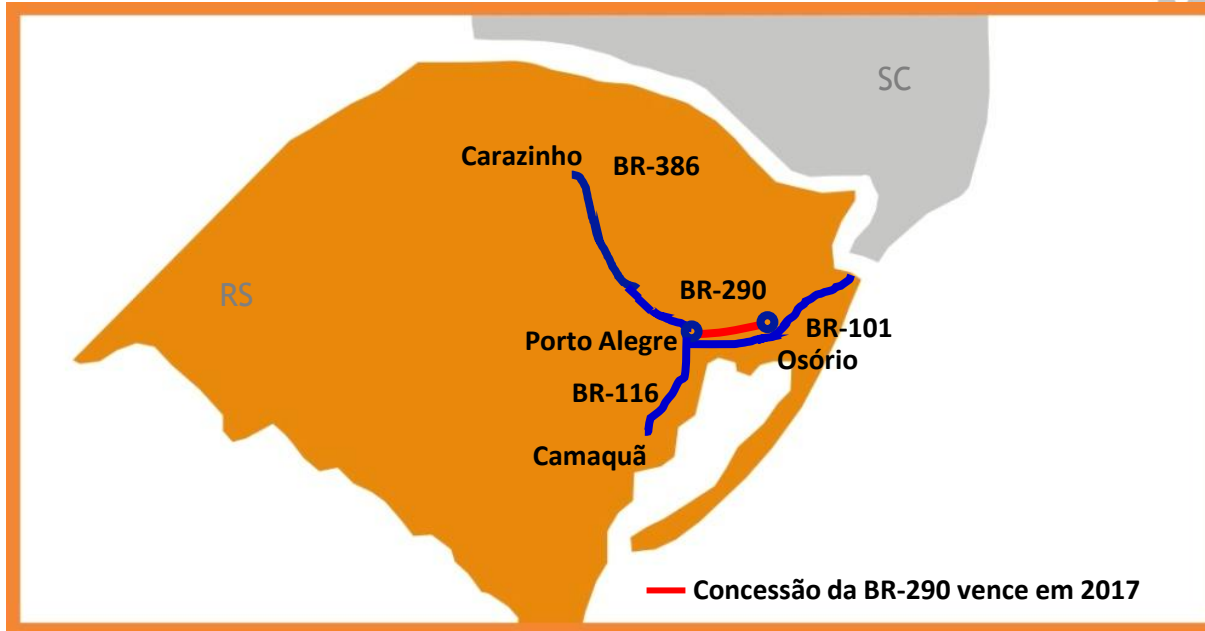 SC
Carazinho
BR-386
RS
BR-290
Porto Alegre
BR-101
Osório
BR-116
Camaquã
Concessão da BR-290 vence em 2017